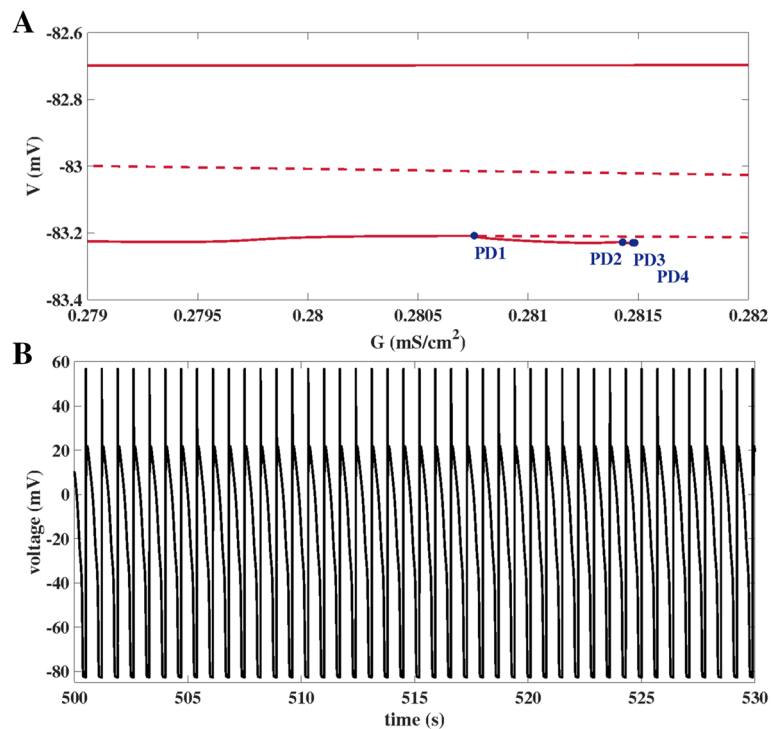 A
-82.6
-82.8
-83
-83.2
-83.4
V (mV)
PD1
PD2
PD3
PD4
0.279
0.2795
0.28
0.2805
0.281
0.2815
0.282
G (mS/cm²)
B
60
40
20
0
-20
-40
-60
-80
voltage (mV)
500
505
510
515
520
525
530
time (s)